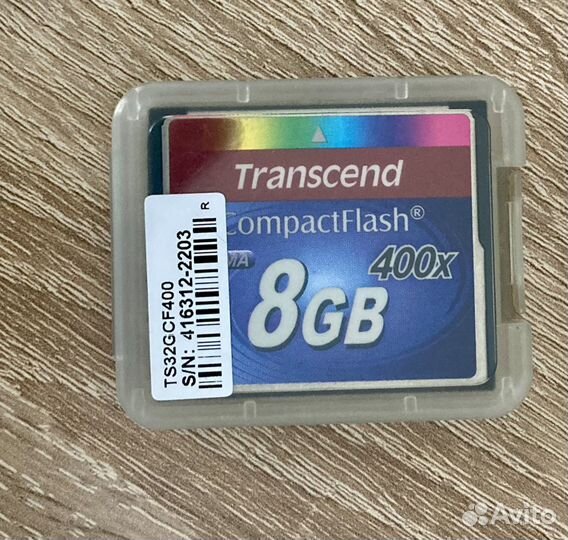 Transcend
CompactFlash®
400x
8GB
TS32GCF400
S/N: 416312-2203
R
Avito